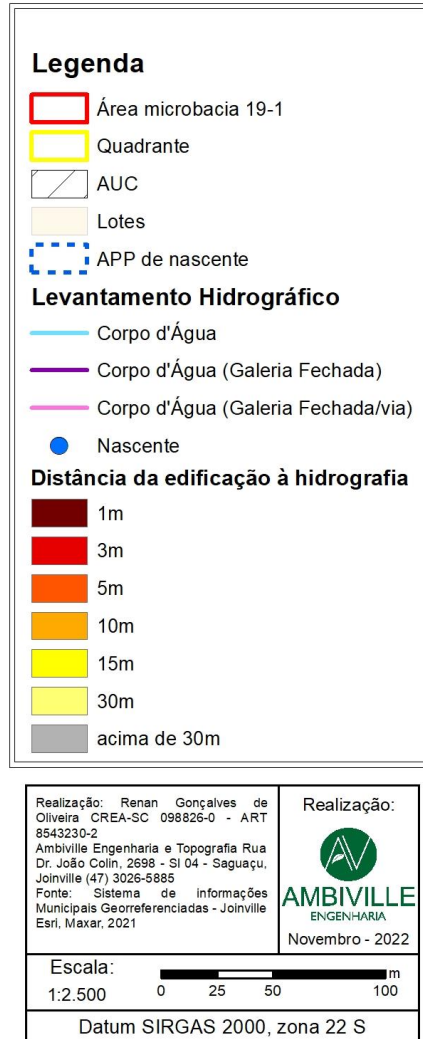 Legenda
Área microbacia 19-1
Quadrante
AUC
Lotes
APP de nascente
Levantamento Hidrográfico
Corpo d'Água
Corpo d'Água (Galeria Fechada)
Corpo d'Água (Galeria Fechada/via)
Nascente
Distância da edificação à hidrografia
1m
3m
5m
10m
15m
30m
acima de 30m
Realização: Renan Gonçalves de
Oliveira CREA-SC 098826-0 - ART
8543230-2
Ambiville Engenharia e Topografia Rua
Dr. João Colin, 2698 - Sl 04 - Saguaçu,
Joinville (47) 3026-5885
Fonte: Sistema de informações
Municipais Georreferenciadas - Joinville
Esri, Maxar, 2021
Realização:
AMBIVILLE
ENGENHARIA
Novembro - 2022
Escala:
1:2.500
m
0 25 50 100
Datum SIRGAS 2000, zona 22 S